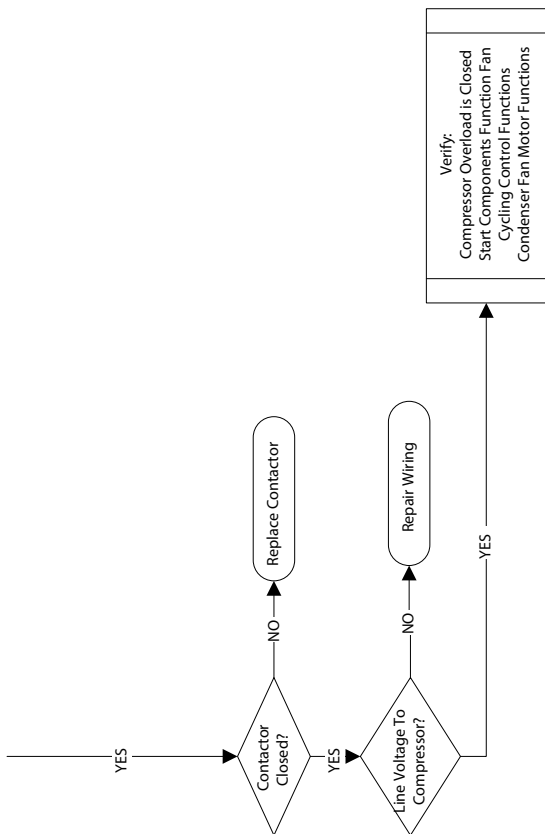 YES
Contactor
Closed?
NO
Replace Contactor
YES
Line Voltage To
Compressor?
NO
Repair Wiring
YES
Verify:
Compressor Overload is Closed
Start Components Function Fan
Cycling Control Functions
Condenser Fan Motor Functions